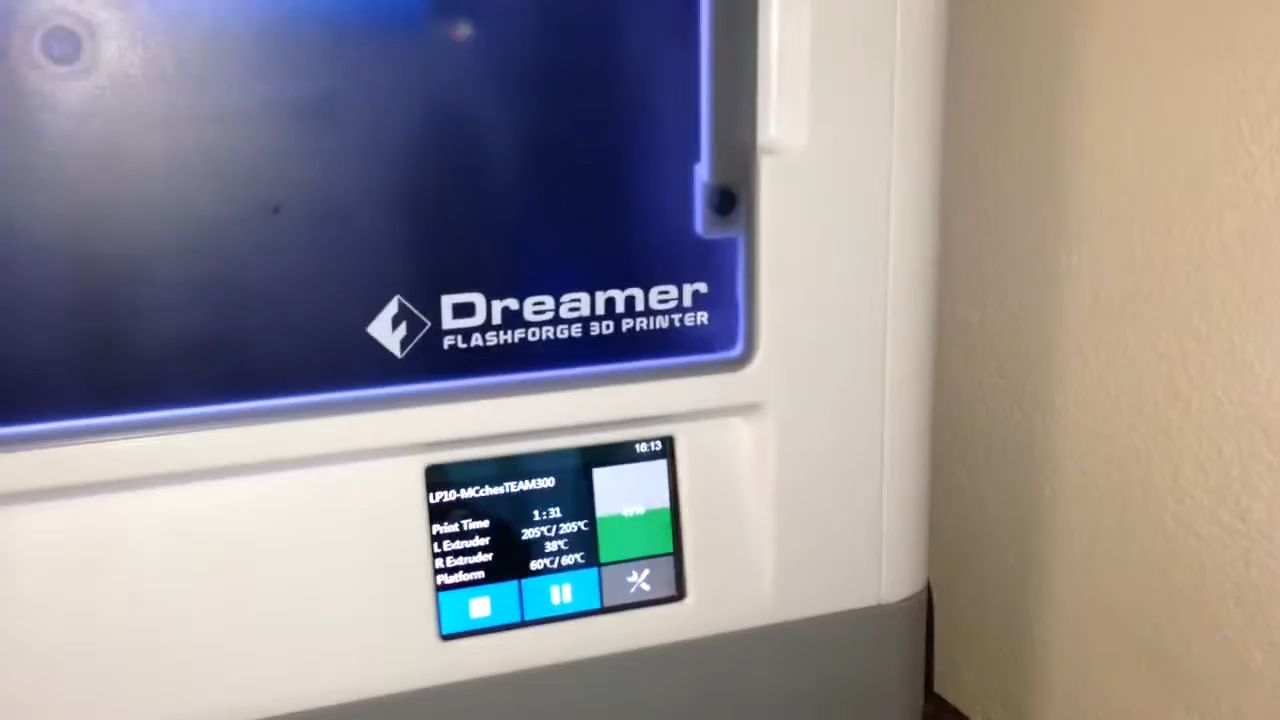 Dreamer
FLASHFORGE 3D PRINTER
16:13
LP10-MCchesTEAM300
Print Time 1:31
L Extruder 205℃/ 205℃
R Extruder 38℃
Platform 60℃/ 60℃